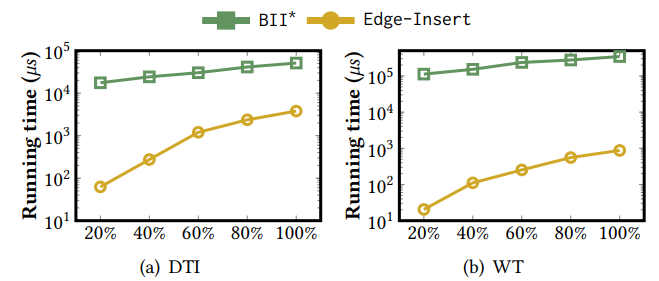 BII* Edge-Insert
Running time (μs)
10^5
10^4
10^3
10^2
10^1
20% 40% 60% 80% 100%
(a) DTI
Running time (μs)
10^5
10^4
10^3
10^2
10^1
20% 40% 60% 80% 100%
(b) WT